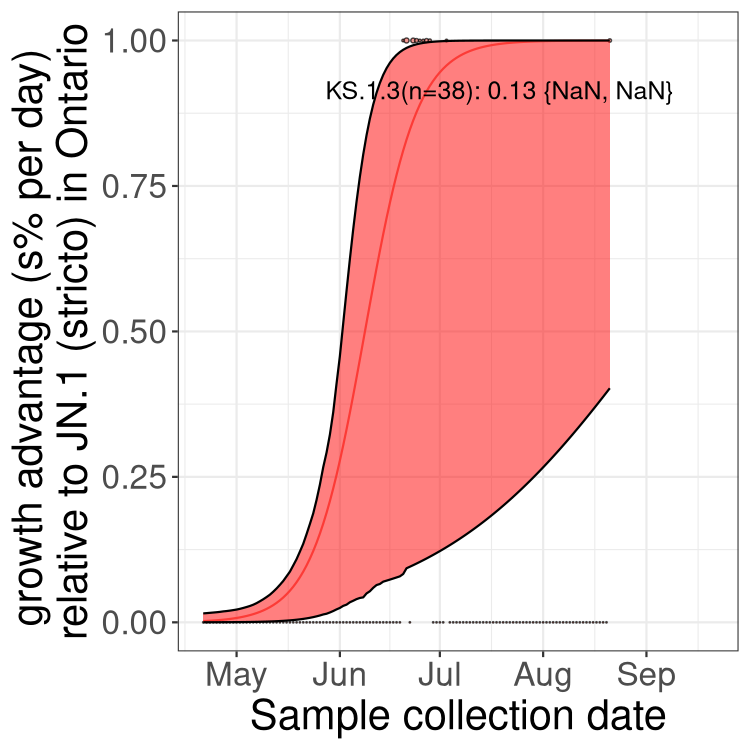 growth advantage (s% per day)
relative to JN.1 (stricto) in Ontario
1.00
0.75
0.50
0.25
0.00
KS.1.3(n=38): 0.13 {NaN, NaN}
May Jun Jul Aug Sep
Sample collection date